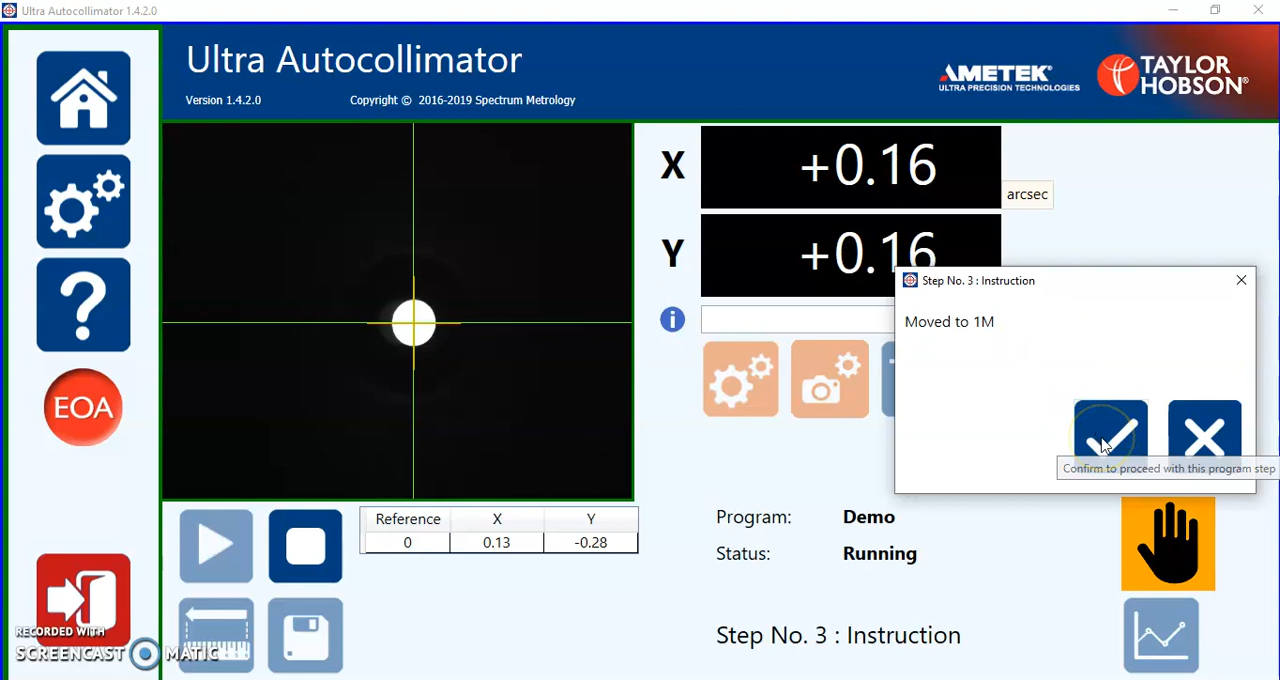 Ultra Autocollimator 1.4.2.0
Ultra Autocollimator
Version 1.4.2.0
Copyright © 2016-2019 Spectrum Metrology
AMETEK®
ULTRA PRECISION TECHNOLOGIES
TAYLOR
HOBSON®
X
+0.16
arcsec
Y
+0.16
Step No. 3 : Instruction
Moved to 1M
Confirm to proceed with this program step
EOA
Reference X Y
0 0.13 -0.28
Program: Demo
Status: Running
Step No. 3 : Instruction
RECORDED WITH
SCREENCAST MATIC